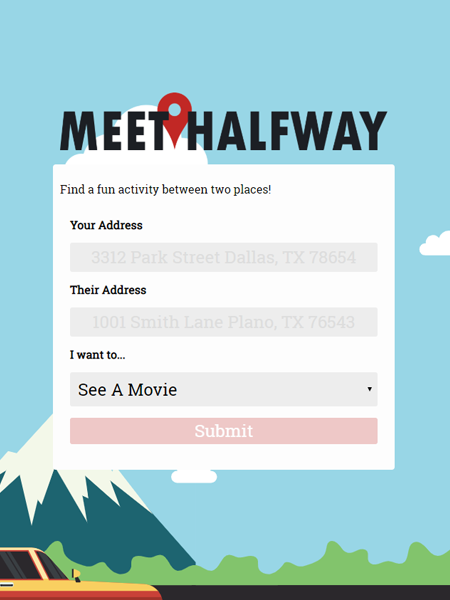 MEET HALFWAY
Find a fun activity between two places!
Your Address
3312 Park Street Dallas, TX 78654
Their Address
1001 Smith Lane Plano, TX 76543
I want to...
See A Movie
Submit